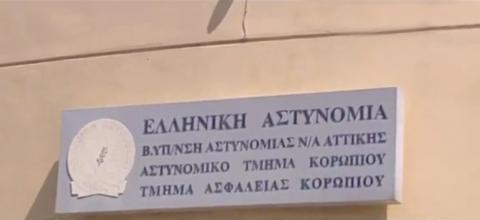 ΕΛΛΗΝΙΚΗ ΑΣΤΥΝΟΜΙΑ
Β.ΥΠ/ΝΣΗ ΑΣΤΥΝΟΜΙΑΣ Ν/Α ΑΤΤΙΚΗΣ
ΑΣΤΥΝΟΜΙΚΟ ΤΜΗΜΑ ΚΟΡΩΠΙΟΥ
ΤΜΗΜΑ ΑΣΦΑΛΕΙΑΣ ΚΟΡΩΠΙΟΥ